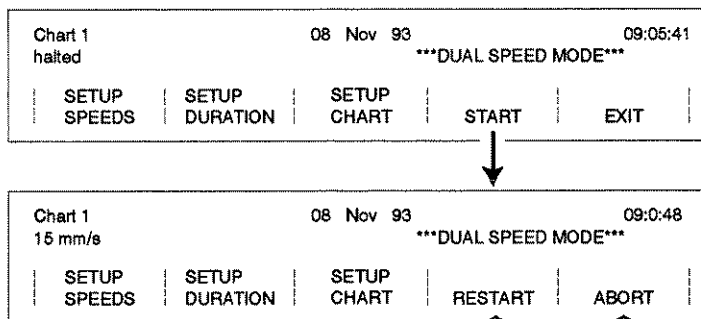 Chart 1 08 Nov 93 09:05:41
halted ***DUAL SPEED MODE***
SETUP SETUP SETUP
SPEEDS DURATION CHART START EXIT
Chart 1 08 Nov 93 09:0:48
15 mm/s ***DUAL SPEED MODE***
SETUP SETUP SETUP
SPEEDS DURATION CHART RESTART ABORT